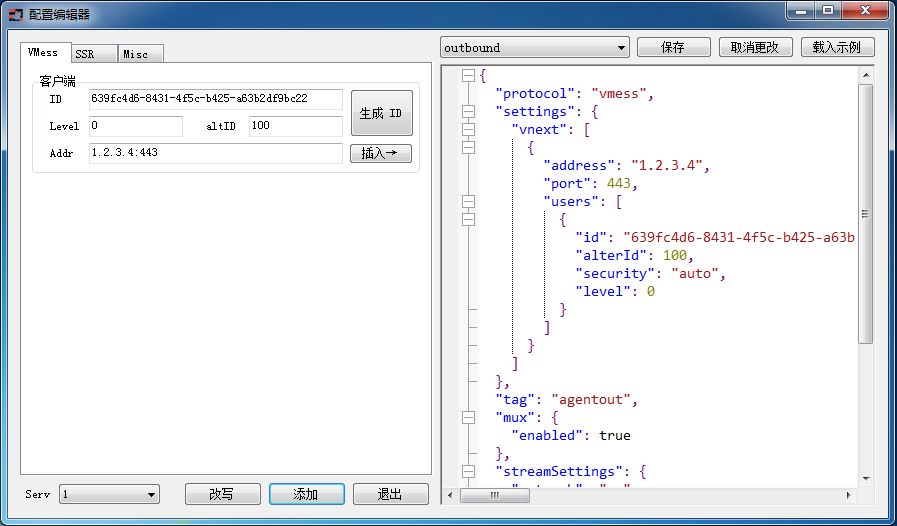 配置编辑器
VMess SSR Misc
客户端
ID 639fc4d6-8431-4f5c-b425-a63b2df9bc22
生成 ID
Level 0 altID 100
Addr 1.2.3.4:443 插入→
Serv 1 改写 添加 退出
outbound 保存 取消更改 载入示例
{
"protocol": "vmess",
"settings": {
"vnext": [
{
"address": "1.2.3.4",
"port": 443,
"users": [
{
"id": "639fc4d6-8431-4f5c-b425-a63b
"alterId": 100,
"security": "auto",
"level": 0
}
]
}
]
},
"tag": "agentout",
"mux": {
"enabled": true
},
"streamSettings": {